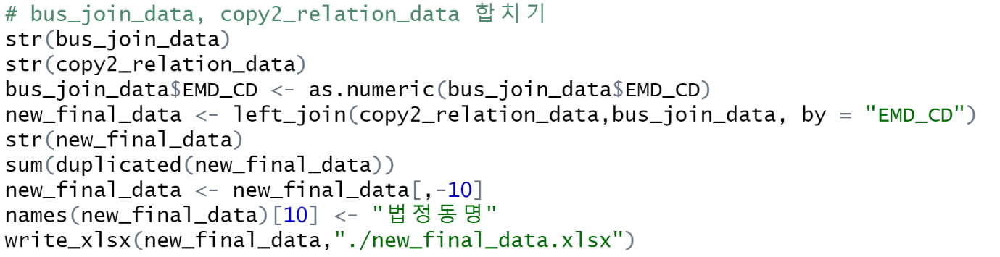 # bus_join_data, copy2_relation_data 합치기
str(bus_join_data)
str(copy2_relation_data)
bus_join_data$EMD_CD <- as.numeric(bus_join_data$EMD_CD)
new_final_data <- left_join(copy2_relation_data,bus_join_data, by = "EMD_CD")
str(new_final_data)
sum(duplicated(new_final_data))
new_final_data <- new_final_data[,-10]
names(new_final_data)[10] <- "법정동명"
write_xlsx(new_final_data,"./new_final_data.xlsx")